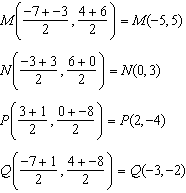 M((-7+-3)/2, (4+6)/2) = M(-5,5)
N((-3+3)/2, (6+0)/2) = N(0,3)
P((3+1)/2, (0+-8)/2) = P(2,-4)
Q((-7+1)/2, (4+-8)/2) = Q(-3,-2)